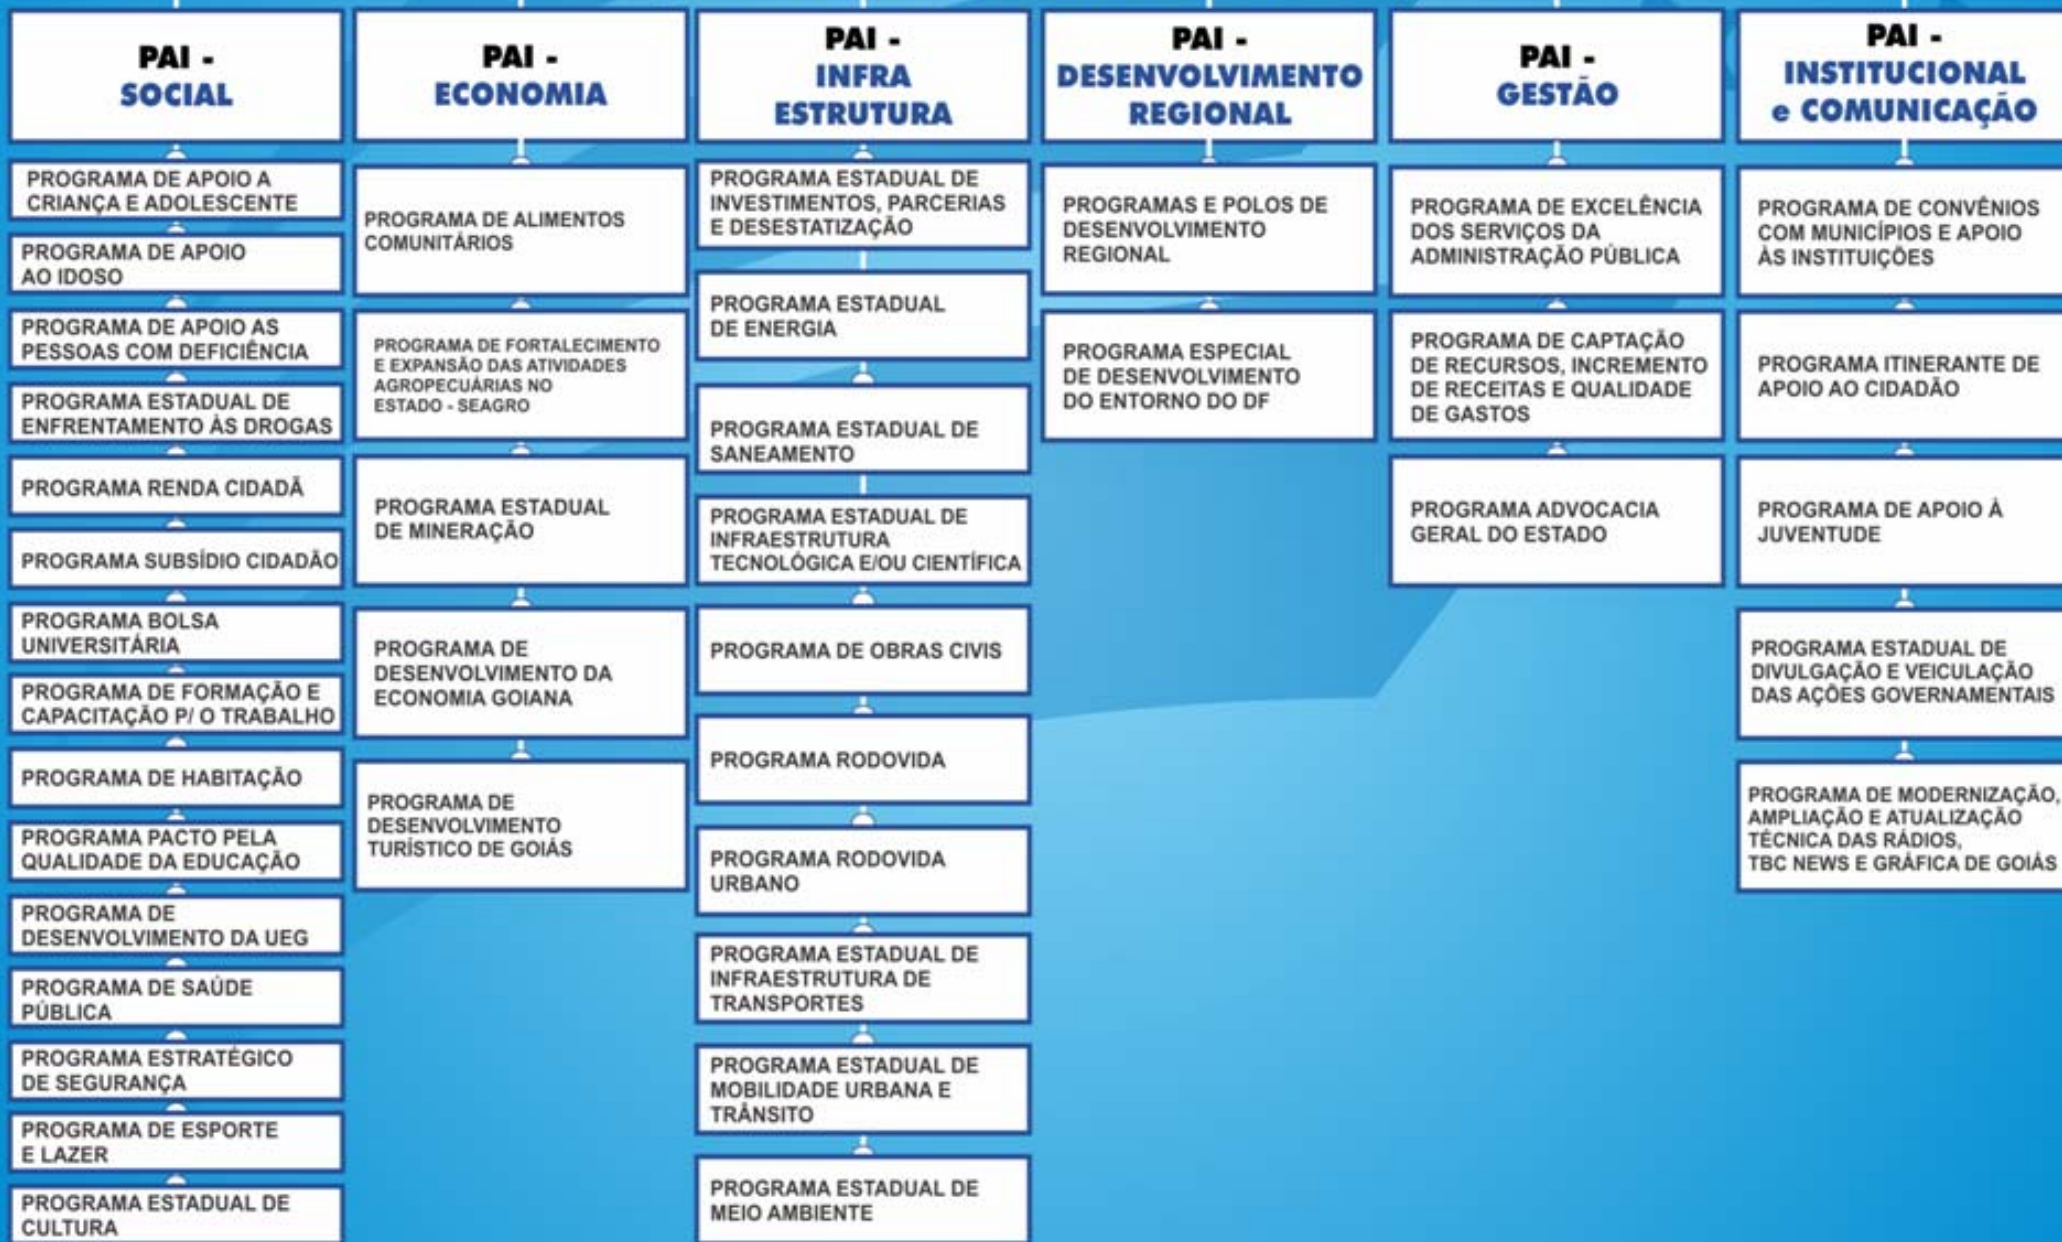 PAI -
SOCIAL
PROGRAMA DE APOIO A
CRIANÇA E ADOLESCENTE
PROGRAMA DE APOIO
AO IDOSO
PROGRAMA DE APOIO AS
PESSOAS COM DEFICIÊNCIA
PROGRAMA ESTADUAL DE
ENFRENTAMENTO ÀS DROGAS
PROGRAMA RENDA CIDADÃ
PROGRAMA SUBSÍDIO CIDADÃO
PROGRAMA BOLSA
UNIVERSITÁRIA
PROGRAMA DE FORMAÇÃO E
CAPACITAÇÃO P/ O TRABALHO
PROGRAMA DE HABITAÇÃO
PROGRAMA PACTO PELA
QUALIDADE DA EDUCAÇÃO
PROGRAMA DE
DESENVOLVIMENTO DA UEG
PROGRAMA DE SAÚDE
PÚBLICA
PROGRAMA ESTRATÉGICO
DE SEGURANÇA
PROGRAMA DE ESPORTE
E LAZER
PROGRAMA ESTADUAL DE
CULTURA
PAI -
ECONOMIA
PROGRAMA DE ALIMENTOS
COMUNITÁRIOS
PROGRAMA DE FORTALECIMENTO
E EXPANSÃO DAS ATIVIDADES
AGROPECUÁRIAS NO
ESTADO - SEAGRO
PROGRAMA ESTADUAL
DE MINERAÇÃO
PROGRAMA DE
DESENVOLVIMENTO DA
ECONOMIA GOIANA
PROGRAMA DE
DESENVOLVIMENTO
TURÍSTICO DE GOIÁS
PAI -
INFRA
ESTRUTURA
PROGRAMA ESTADUAL DE
INVESTIMENTOS, PARCERIAS
E DESESTATIZAÇÃO
PROGRAMA ESTADUAL
DE ENERGIA
PROGRAMA ESTADUAL DE
SANEAMENTO
PROGRAMA ESTADUAL DE
INFRAESTRUTURA
TECNOLÓGICA E/OU CIENTÍFICA
PROGRAMA DE OBRAS CIVIS
PROGRAMA RODOVIDA
PROGRAMA RODOVIDA
URBANO
PROGRAMA ESTADUAL DE
INFRAESTRUTURA DE
TRANSPORTES
PROGRAMA ESTADUAL DE
MOBILIDADE URBANA E
TRÂNSITO
PROGRAMA ESTADUAL DE
MEIO AMBIENTE
PAI -
DESENVOLVIMENTO
REGIONAL
PROGRAMAS E POLOS DE
DESENVOLVIMENTO
REGIONAL
PROGRAMA ESPECIAL
DE DESENVOLVIMENTO
DO ENTORNO DO DF
PAI -
GESTÃO
PROGRAMA DE EXCELÊNCIA
DOS SERVIÇOS DA
ADMINISTRAÇÃO PÚBLICA
PROGRAMA DE CAPTAÇÃO
DE RECURSOS, INCREMENTO
DE RECEITAS E QUALIDADE
DE GASTOS
PROGRAMA ADVOCACIA
GERAL DO ESTADO
PAI -
INSTITUCIONAL
e COMUNICAÇÃO
PROGRAMA DE CONVÊNIOS
COM MUNICÍPIOS E APOIO
ÀS INSTITUIÇÕES
PROGRAMA ITINERANTE DE
APOIO AO CIDADÃO
PROGRAMA DE APOIO À
JUVENTUDE
PROGRAMA ESTADUAL DE
DIVULGAÇÃO E VEICULAÇÃO
DAS AÇÕES GOVERNAMENTAIS
PROGRAMA DE MODERNIZAÇÃO,
AMPLIAÇÃO E ATUALIZAÇÃO
TÉCNICA DAS RÁDIOS,
TBC NEWS E GRÁFICA DE GOIÁS